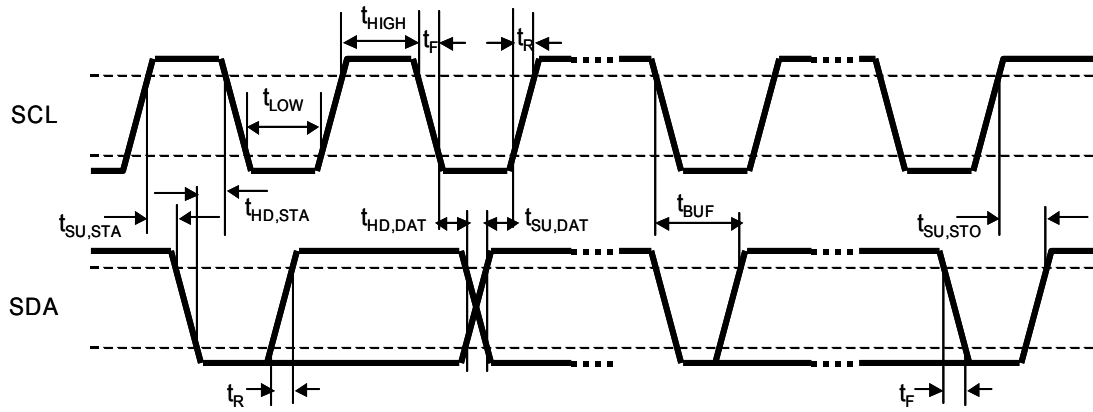 tHIGH
tF
tR
SCL
tLOW
tSU,STA
tHD,STA
tHD,DAT
tSU,DAT
tBUF
tSU,STO
SDA
tR
tF